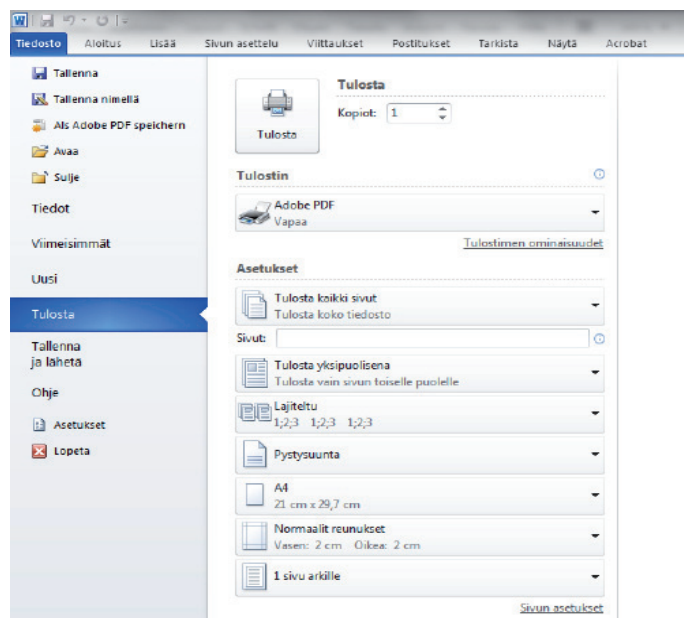 Tiedosto Aloitus Lisää Sivun asettelu Viittaukset Postitukset Tarkista Näytä Acrobat
Tallenna
Tallenna nimellä
Als Adobe PDF speichern
Avaa
Sulje
Tiedot
Viimeisimmät
Uusi
Tulosta
Tallenna
ja lähetä
Ohje
Asetukset
Lopeta
Tulosta
Kopiot: 1
Tulosta
Tulostin
Adobe PDF
Vapaa
Tulostimen ominaisuudet
Asetukset
Tulosta kaikki sivut
Tulosta koko tiedosto
Sivut:
Tulosta yksipuolisena
Tulosta vain sivun toiselle puolelle
Lajiteltu
1;2;3 1;2;3 1;2;3
Pystysuunta
A4
21 cm x 29,7 cm
Normaalit reunukset
Vasen: 2 cm Oikea: 2 cm
1 sivu arkille
Sivun asetukset